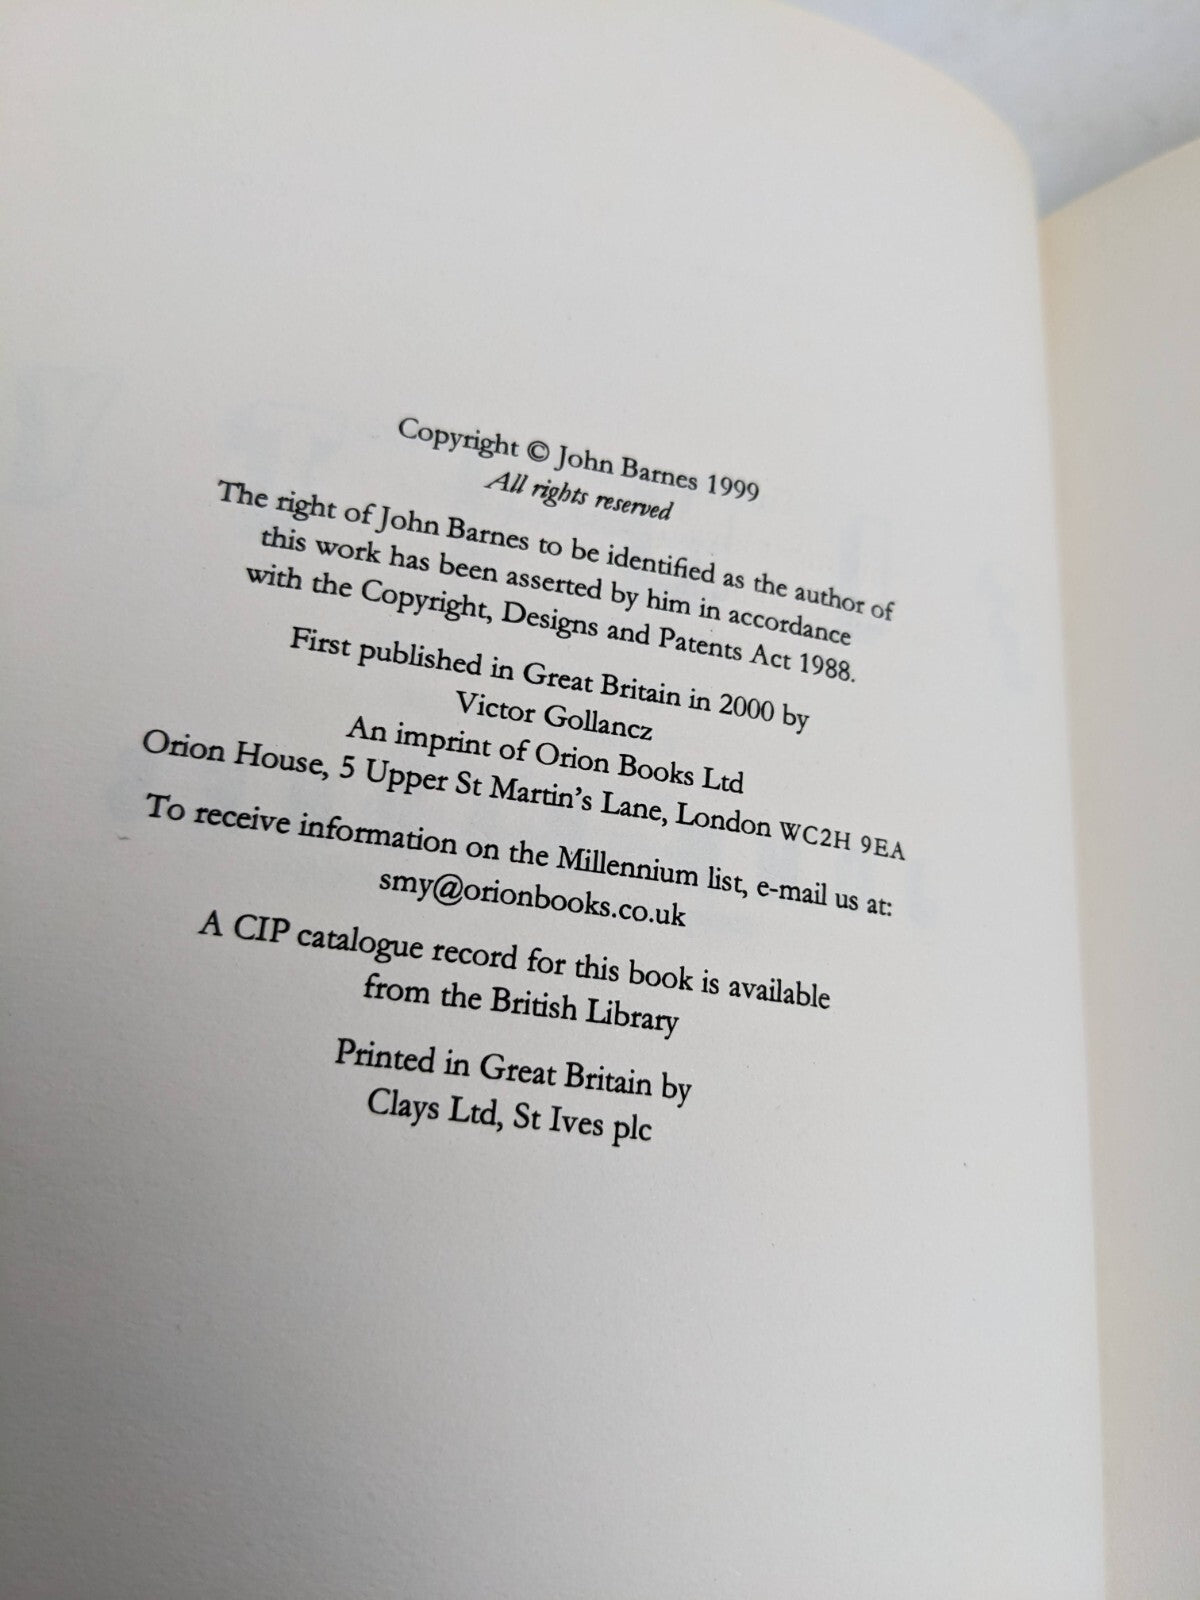 Copyright © John Barnes 1999
All rights reserved
The right of John Barnes to be identified as the author of
this work has been asserted by him in accordance
with the Copyright, Designs and Patents Act 1988.
First published in Great Britain in 2000 by
Victor Gollancz
An imprint of Orion Books Ltd
Orion House, 5 Upper St Martin's Lane, London WC2H 9EA
To receive information on the Millennium list, e-mail us at:
smy@orionbooks.co.uk
A CIP catalogue record for this book is available
from the British Library
Printed in Great Britain by
Clays Ltd, St Ives plc